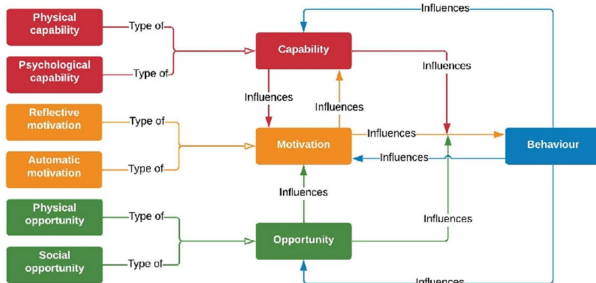 Physical
capability
Type of
Influences
Capability
Psychological
capability
Type of
Influences
Influences
Influences
Reflective
motivation
Type of
Motivation
Influences
Behaviour
Automatic
motivation
Type of
Influences
Influences
Physical
opportunity
Type of
Influences
Opportunity
Social
opportunity
Type of
Influences